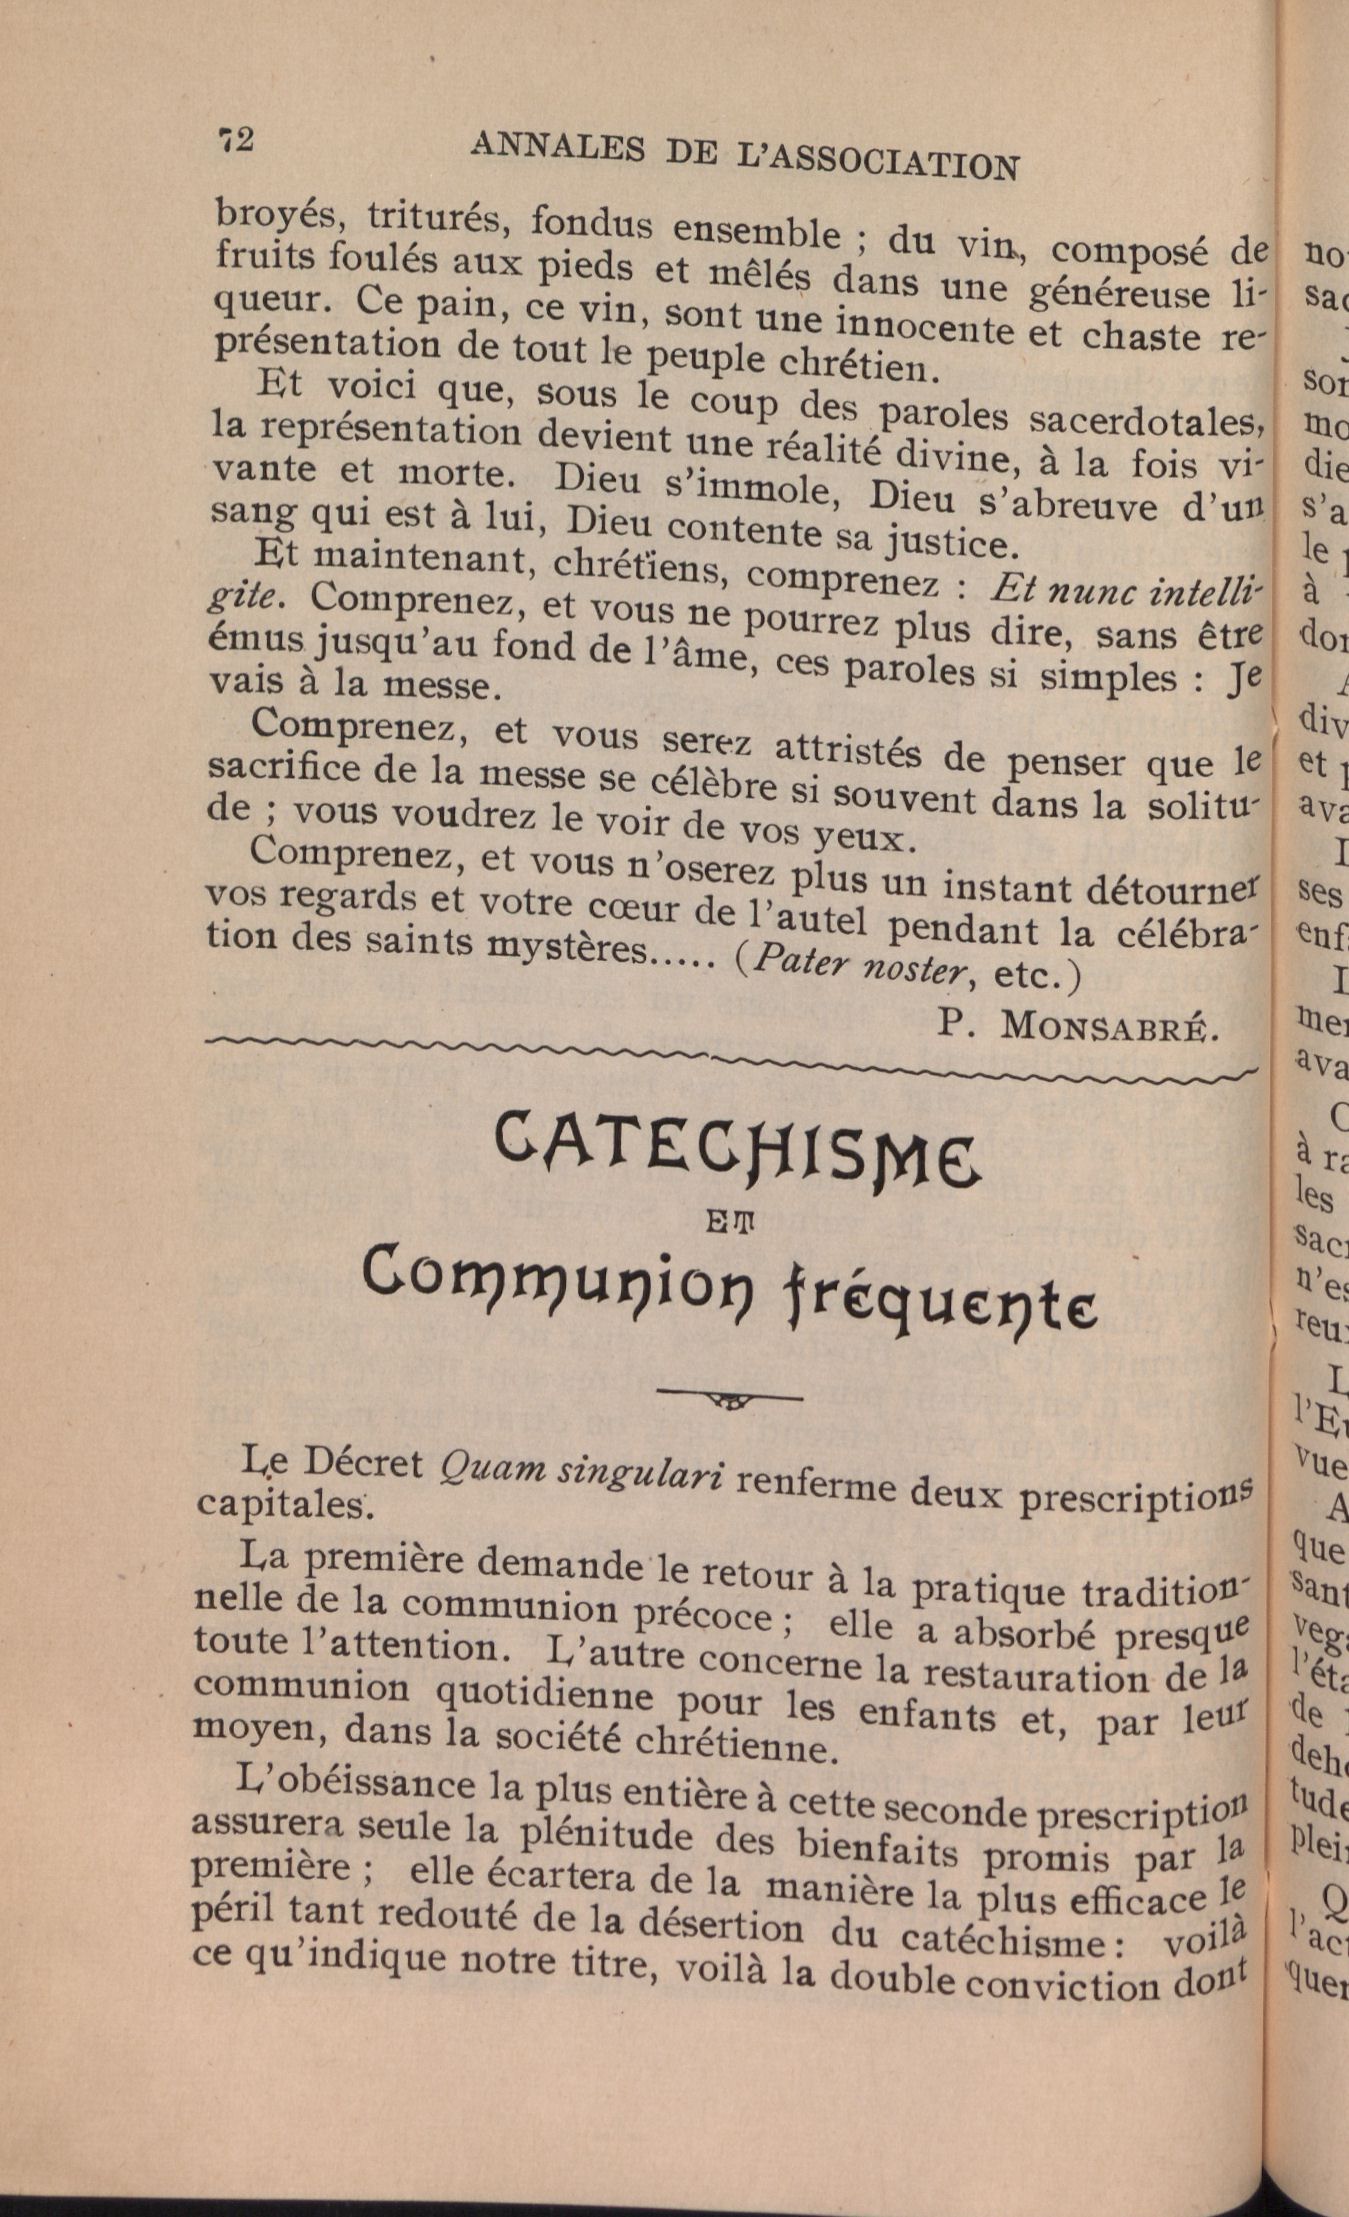 72 ANNALES DE L'ASSOCIATION
broyés, triturés, fondus ensemble ; du vin, composé de
fruits foulés aux pieds et mêlés dans une généreuse li-
queur. Ce pain, ce vin, sont une innocente et chaste re-
présentation de tout le peuple chrétien.
Et voici que, sous le coup des paroles sacerdotales,
la représentation devient une réalité divine, à la fois vi-
vante et morte. Dieu s'immole, Dieu s'abreuve d'un
sang qui est à lui, Dieu contente sa justice.
Et maintenant, chrétiens, comprenez : Et nunc intelli-
gite. Comprenez, et vous ne pourrez plus dire, sans être
émus jusqu'au fond de l'âme, ces paroles si simples : Je
vais à la messe.
Comprenez, et vous serez attristés de penser que le
sacrifice de la messe se célèbre si souvent dans la solitu-
de ; vous voudrez le voir de vos yeux.
Comprenez, et vous n'oserez plus un instant détourner
vos regards et votre cœur de l'autel pendant la célébra-
tion des saints mystères..... (Pater noster, etc.)
P. MONSABRÉ.
CATECHISME
ET
Communion fréquente
Le Décret Quam singulari renferme deux prescriptions
capitales.
La première demande le retour à la pratique tradition-
nelle de la communion précoce ; elle a absorbé presque
toute l'attention. L'autre concerne la restauration de la
communion quotidienne pour les enfants et, par leur
moyen, dans la société chrétienne.
L'obéissance la plus entière à cette seconde prescription
assurera seule la plénitude des bienfaits promis par la
première ; elle écartera de la manière la plus efficace le
péril tant redouté de la désertion du catéchisme : voilà
ce qu'indique notre titre, voilà la double conviction dont